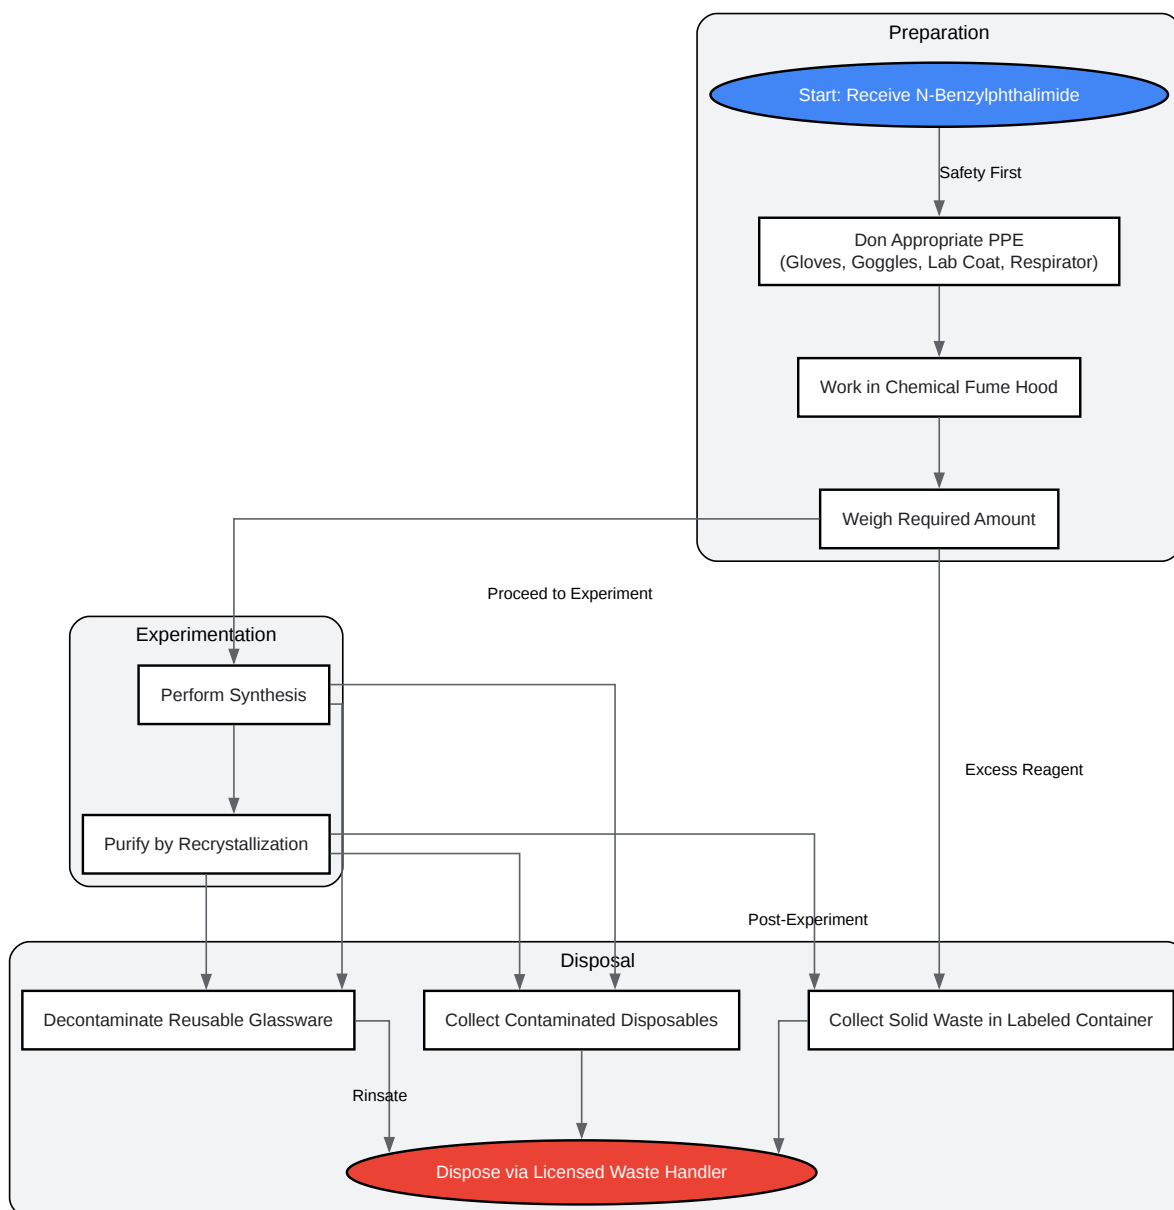 Preparation
Start: Receive N-Benzylphthalimide
Safety First
Don Appropriate PPE
(Gloves, Goggles, Lab Coat, Respirator)
Work in Chemical Fume Hood
Weigh Required Amount
Proceed to Experiment
Experimentation
Perform Synthesis
Excess Reagent
Purify by Recrystallization
Post-Experiment
Disposal
Decontaminate Reusable Glassware
Collect Contaminated Disposables
Collect Solid Waste in Labeled Container
Rinsate
Dispose via Licensed Waste Handler